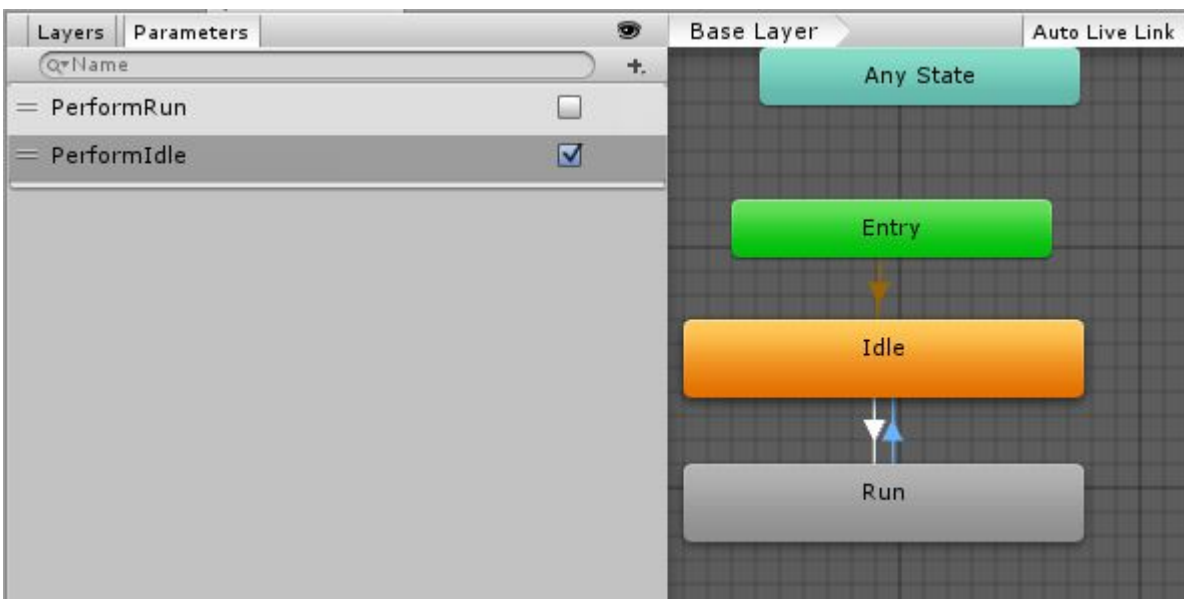 Layers Parameters
Name
PerformRun
PerformIdle
Base Layer Auto Live Link
Any State
Entry
Idle
Run